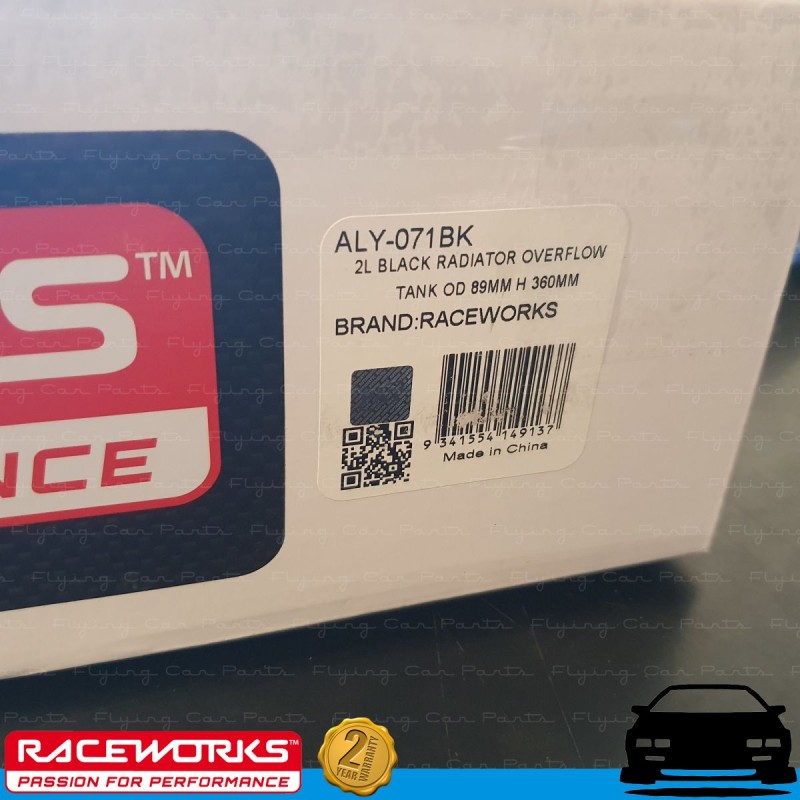 S™
NCE
ALY-071BK
2L BLACK RADIATOR OVERFLOW
TANK OD 89MM H 360MM
BRAND:RACEWORKS
9 341554 149137
Made in China
Flying Car Parts
RACEWORKS™
PASSION FOR PERFORMANCE
2
YEAR WARRANTY